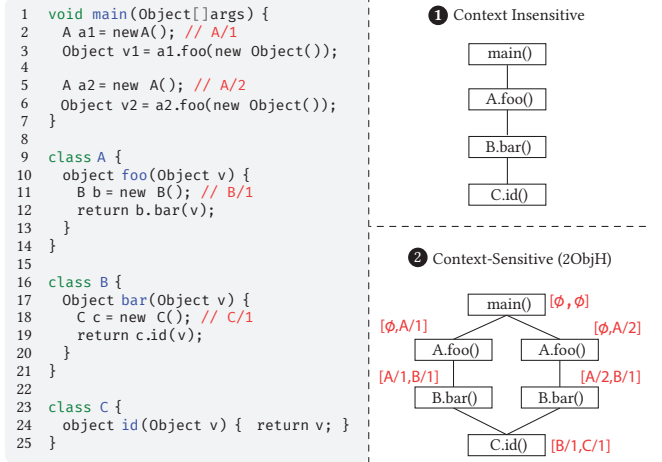 1 void main(Object[]args) {
2 A a1 = newA(); // A/1
3 Object v1= a1.foo(new Object());
4
5 A a2 = new A(); // A/2
6 Object v2 = a2.foo(new Object());
7 }
8
9 class A {
10 object foo(Object v) {
11 B b = new B(); // B/1
12 return b.bar(v);
13 }
14 }
15
16 class B {
17 Object bar(Object v) {
18 C c = new C(); // C/1
19 return c.id(v);
20 }
21 }
22
23 class C {
24 object id(Object v) { return v; }
25 }
1 Context Insensitive
main()
A.foo()
B.bar()
C.id()
2 Context-Sensitive (2ObjH)
main() [ϕ, ϕ]
[ϕ,A/1] [ϕ,A/2]
A.foo() A.foo()
[A/1,B/1] [A/2,B/1]
B.bar() B.bar()
C.id() [B/1,C/1]